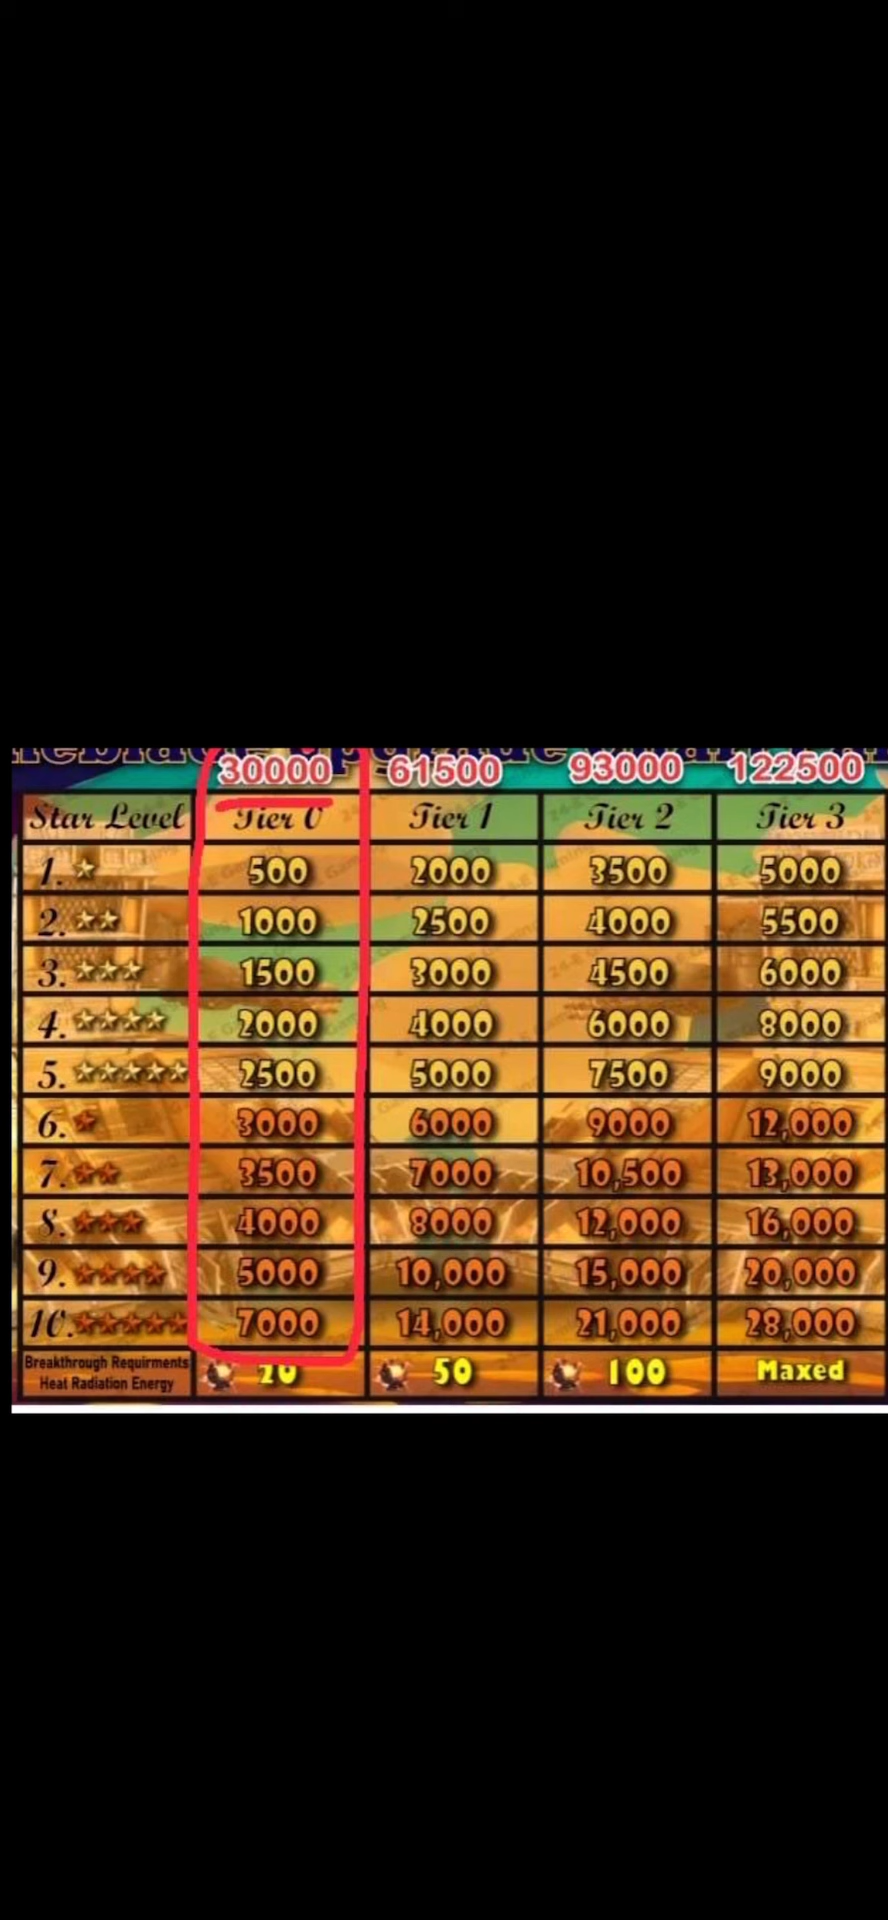 30000 61500 93000 122500
Star Level Tier 0 Tier 1 Tier 2 Tier 3
1. 500 2000 3500 5000
2. 1000 2500 4000 5500
3. 1500 3000 4500 6000
4. 2000 4000 6000 8000
5. 2500 5000 7500 9000
6. 3000 6000 9000 12,000
7. 3500 7000 10,500 13,000
8. 4000 8000 12,000 16,000
9. 5000 10,000 15,000 20,000
10. 7000 14,000 21,000 28,000
Breakthrough Requirments
Heat Radiation Energy
20 50 100 Maxed